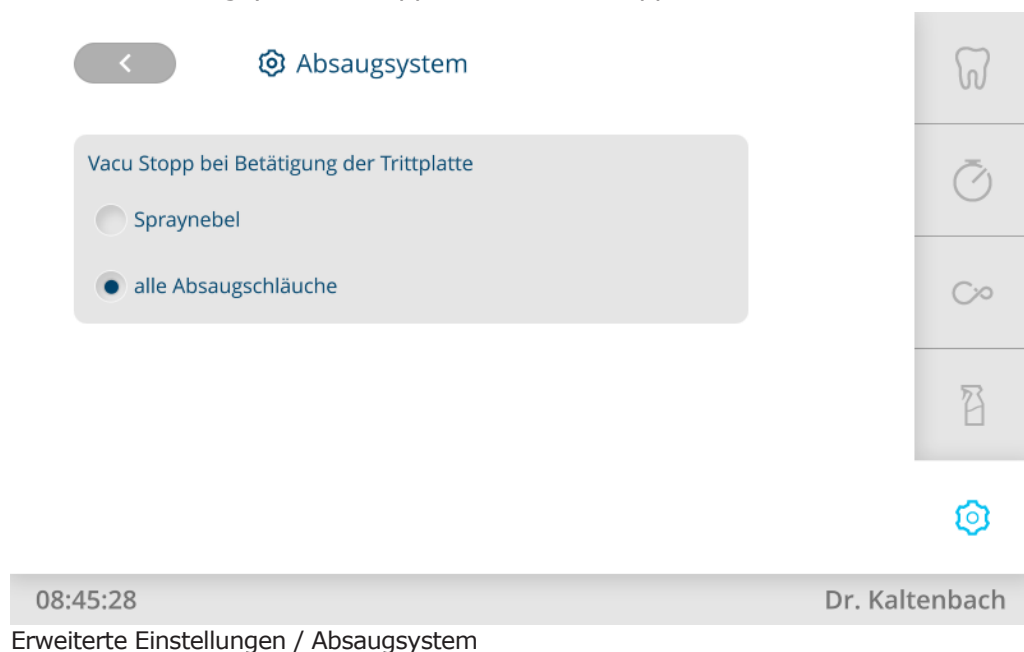 Absaugsystem
Vacu Stopp bei Betätigung der Trittplatte
Spraynebel
alle Absaugschläuche
08:45:28 Dr. Kaltenbach
Erweiterte Einstellungen / Absaugsystem